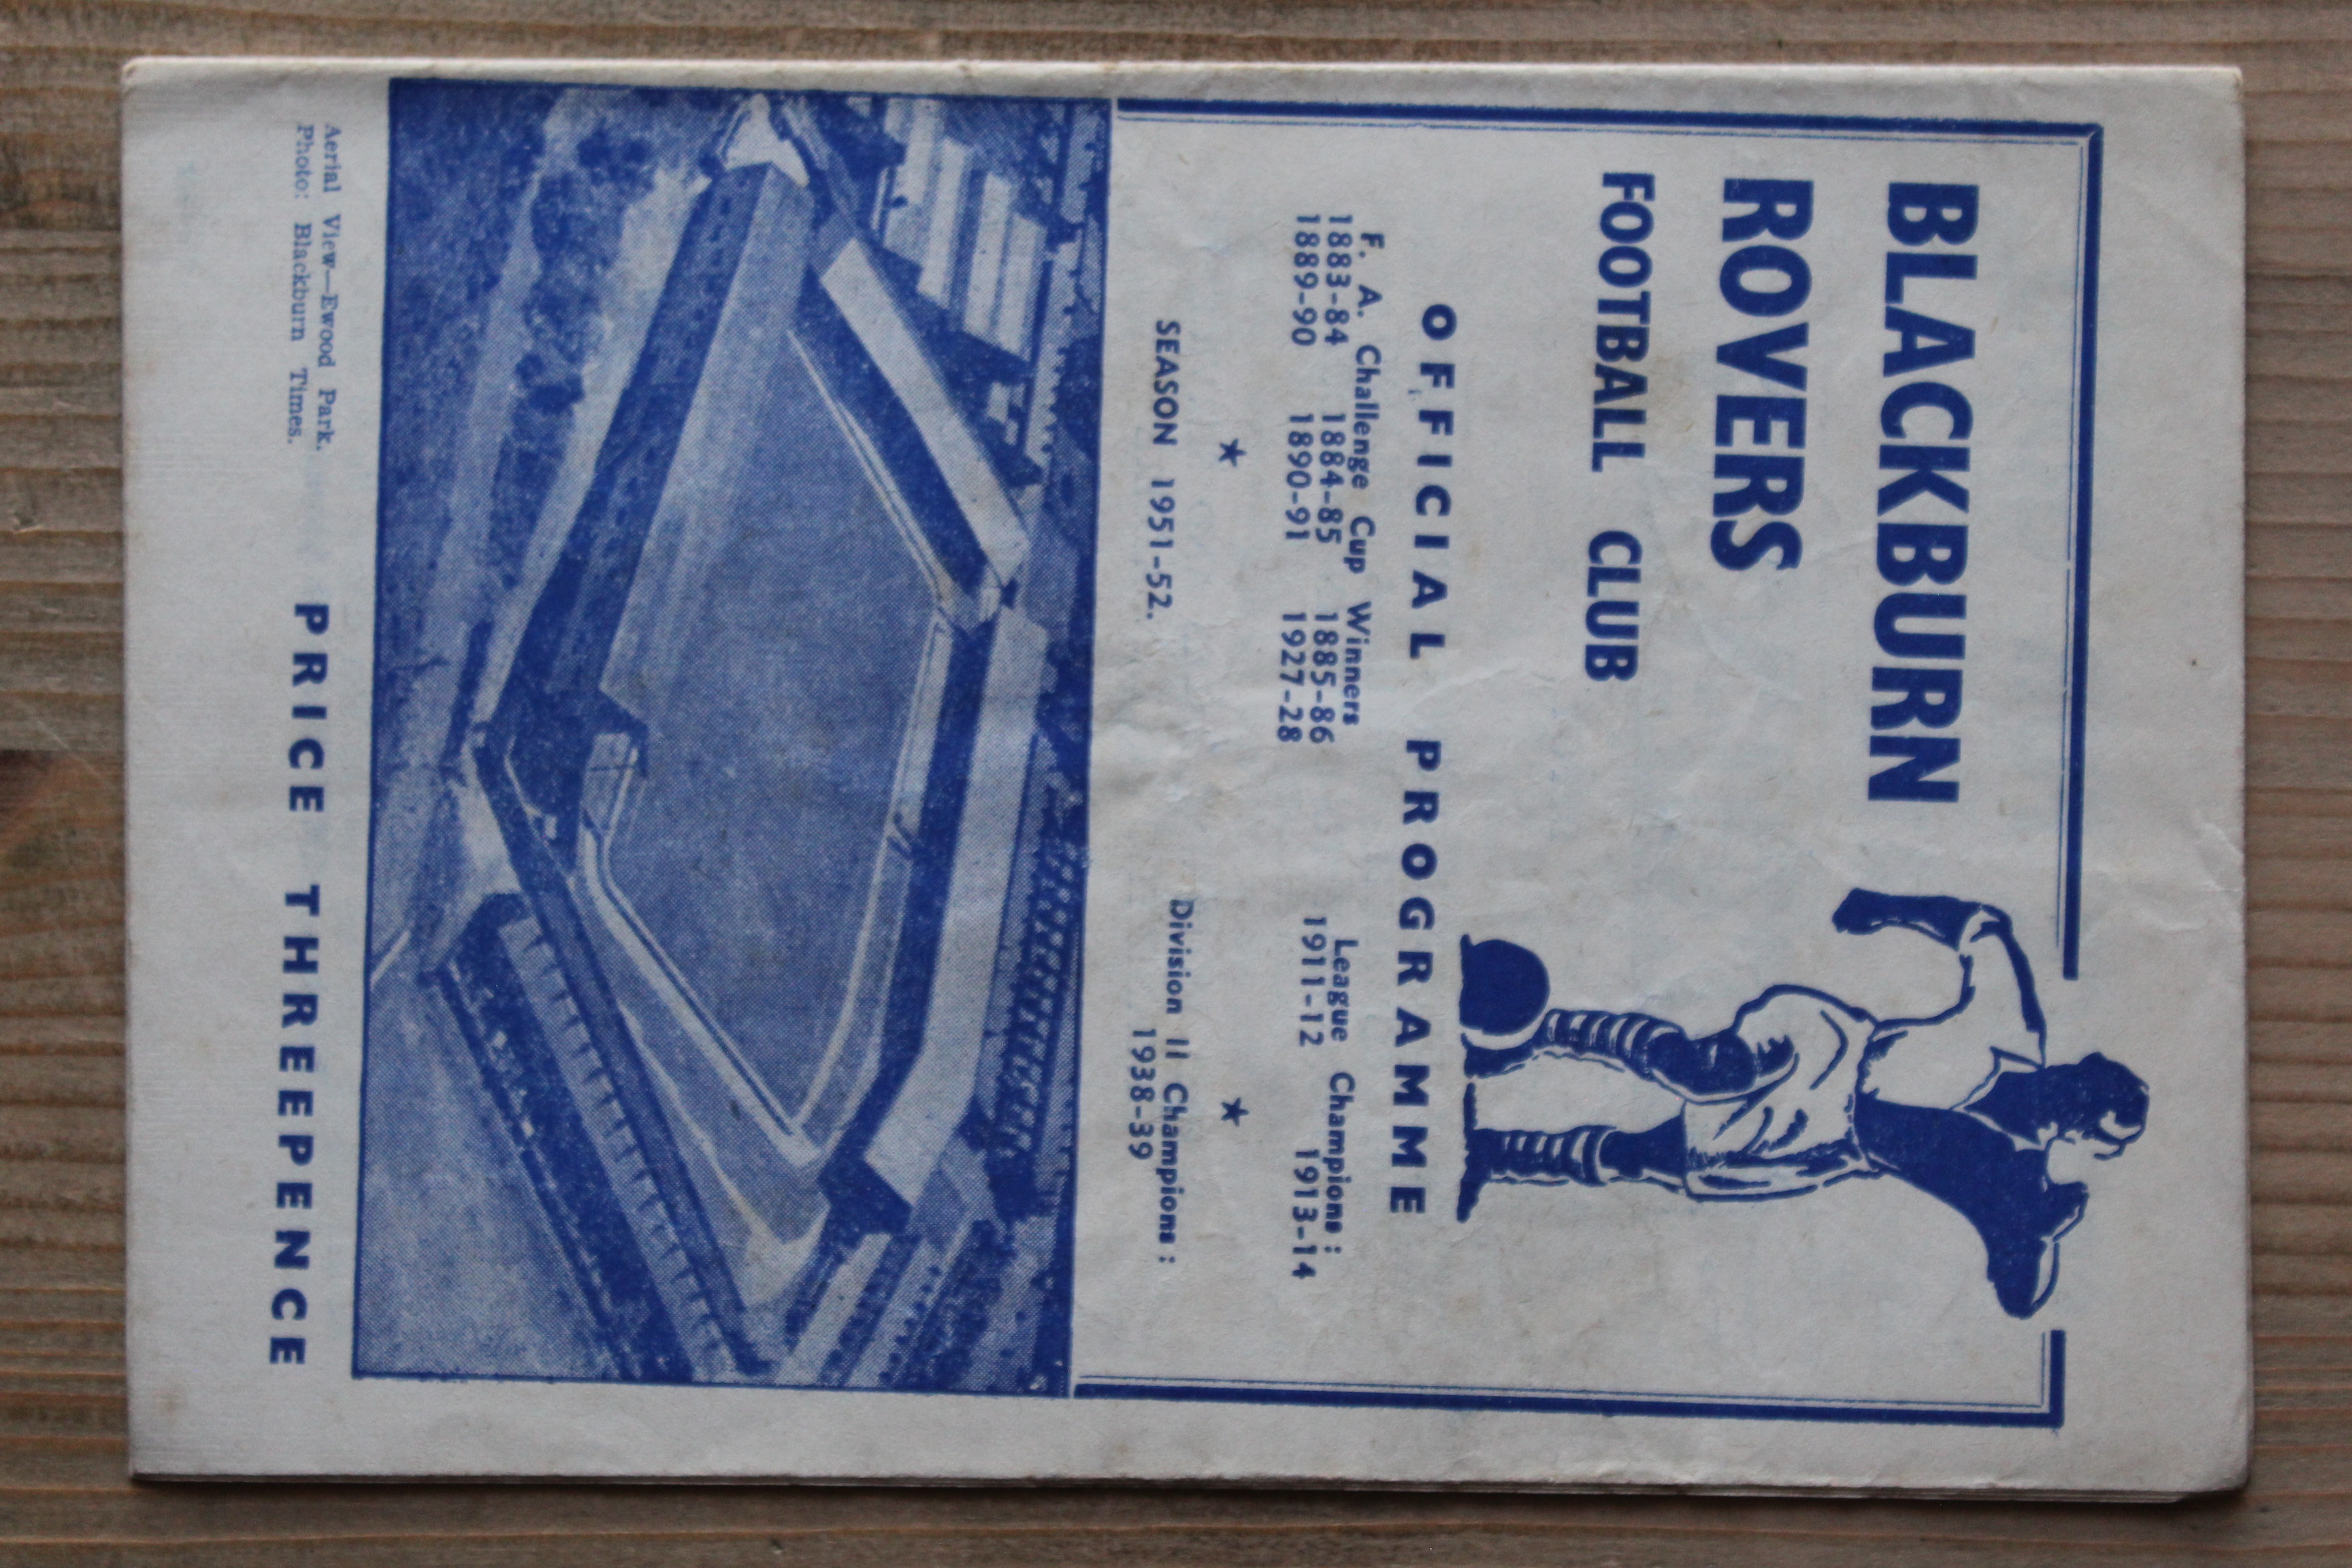 BLACKBURN
ROVERS
FOOTBALL CLUB
OFFICIAL PROGRAMME
F. A. Challenge Cup Winners
1883-84 1884-85 1885-86
1889-90 1890-91 1927-28
League Champions :
1911-12 1913-14
★ ★
SEASON 1951-52.
Division II Champions :
1938-39
Aerial View—Ewood Park.
Photo: Blackburn Times.
PRICE THREEPENCE